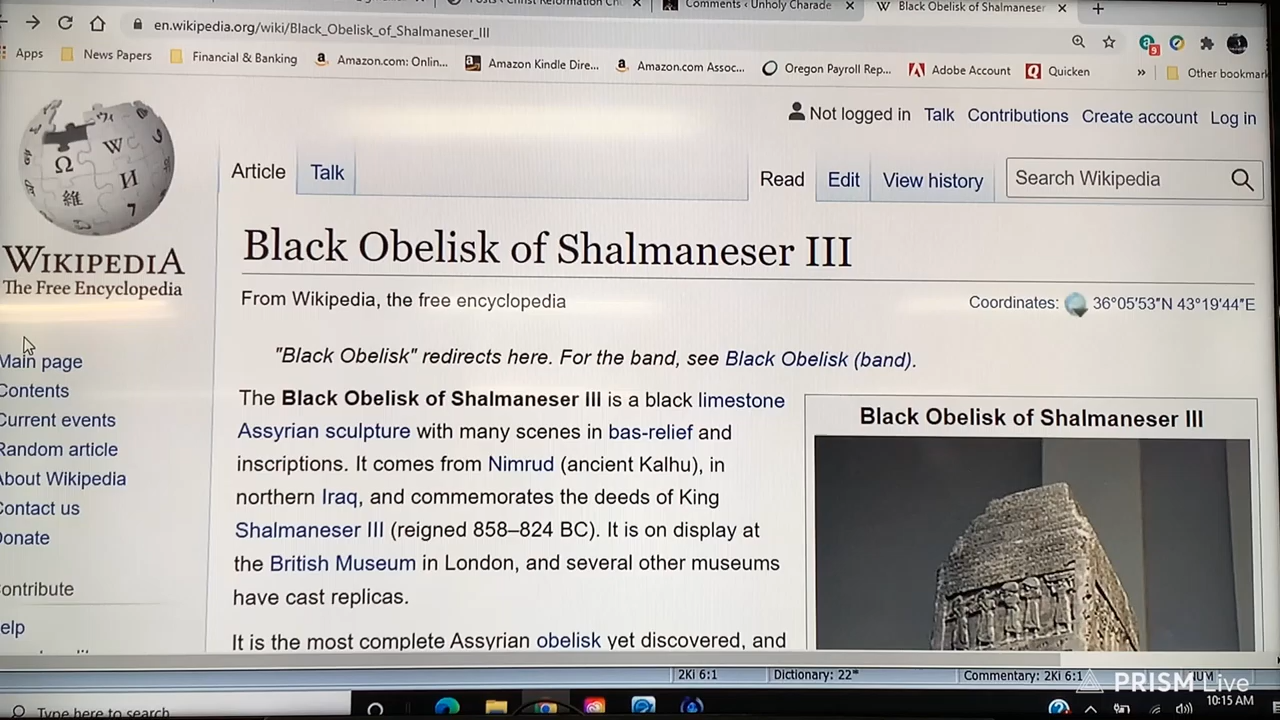 Comments ‹ Unholy Charade
Black Obelisk of Shalmaneser
en.wikipedia.org/wiki/Black_Obelisk_of_Shalmaneser_III
9
Apps News Papers Financial & Banking Amazon.com: Onlin... Amazon Kindle Dire... Amazon.com Assoc... Oregon Payroll Rep... Adobe Account Quicken » Other bookmark
Not logged in Talk Contributions Create account Log in
Article Talk Read Edit View history Search Wikipedia
WIKIPEDIA
The Free Encyclopedia
Black Obelisk of Shalmaneser III
From Wikipedia, the free encyclopedia
Coordinates: 36°05′53″N 43°19′44″E
Main page
Contents
Current events
Random article
About Wikipedia
Contact us
Donate
Contribute
Help
"Black Obelisk" redirects here. For the band, see Black Obelisk (band).
The Black Obelisk of Shalmaneser III is a black limestone
Assyrian sculpture with many scenes in bas-relief and
inscriptions. It comes from Nimrud (ancient Kalhu), in
northern Iraq, and commemorates the deeds of King
Shalmaneser III (reigned 858–824 BC). It is on display at
the British Museum in London, and several other museums
have cast replicas.
It is the most complete Assyrian obelisk yet discovered, and
Black Obelisk of Shalmaneser III
2Ki 6:1 Dictionary: 22* Commentary: 2Ki 6:1
PRISM Live
Type here to search
10:15 AM